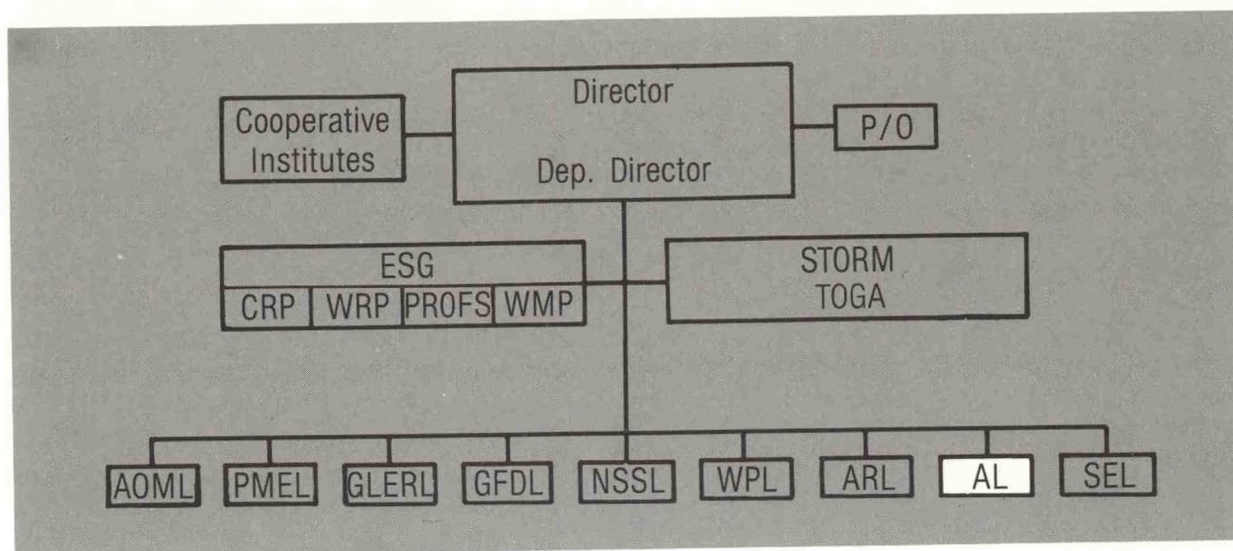 Director
Dep. Director
Cooperative
Institutes
P/O
ESG
CRP WRP PROFS WMP
STORM
TOGA
AOML PMEL GLERL GFDL NSSL WPL ARL AL SEL